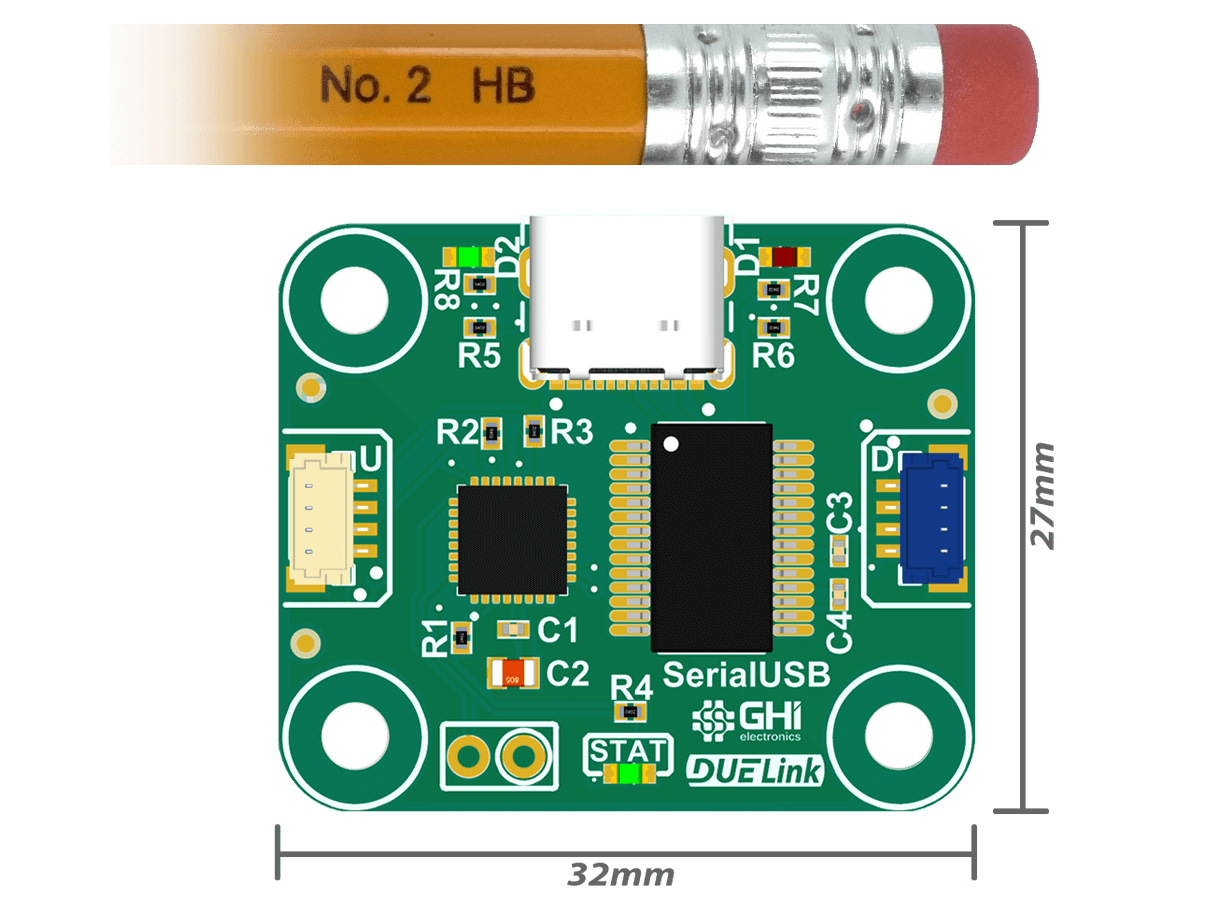 No. 2 HB
D2
D1
R8
R7
R5
R6
R2
R3
U
D
C3
C4
R1
C1
C2
805
R4
SerialUSB
GHI
electronics
STAT
DUELink
27mm
32mm